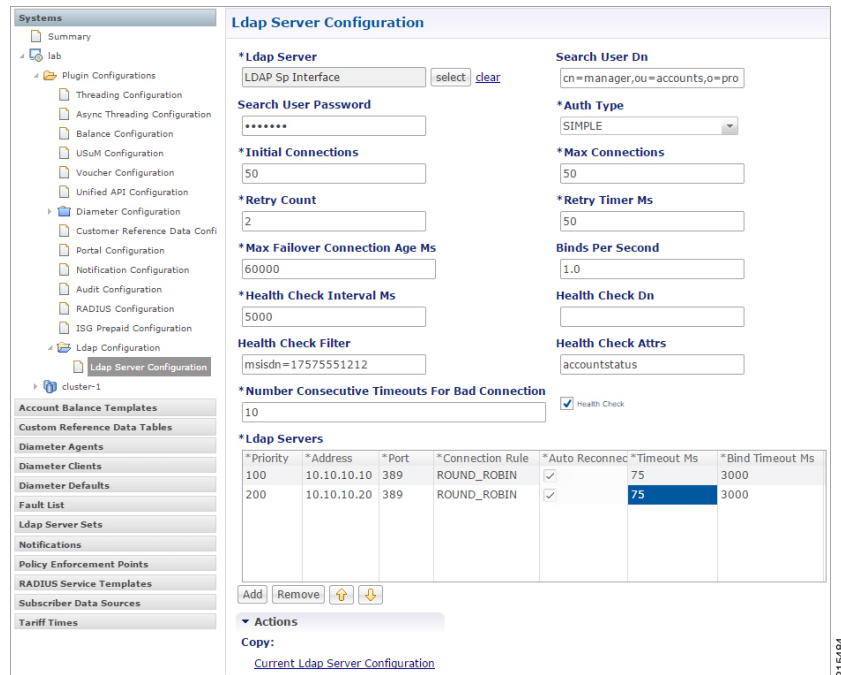 Systems
Summary
lab
Plugin Configurations
Threading Configuration
Async Threading Configuration
Balance Configuration
USuM Configuration
Voucher Configuration
Unified API Configuration
Diameter Configuration
Customer Reference Data Confi
Portal Configuration
Notification Configuration
Audit Configuration
RADIUS Configuration
ISG Prepaid Configuration
Ldap Configuration
Ldap Server Configuration
cluster-1
Account Balance Templates
Custom Reference Data Tables
Diameter Agents
Diameter Clients
Diameter Defaults
Fault List
Ldap Server Sets
Notifications
Policy Enforcement Points
RADIUS Service Templates
Subscriber Data Sources
Tariff Times
Ldap Server Configuration
*Ldap Server Search User Dn
LDAP Sp Interface select clear cn=manager,ou=accounts,o=pro
Search User Password *Auth Type
••••••• SIMPLE
*Initial Connections *Max Connections
50 50
*Retry Count *Retry Timer Ms
2 50
*Max Failover Connection Age Ms Binds Per Second
60000 1.0
*Health Check Interval Ms Health Check Dn
5000
Health Check Filter Health Check Attrs
msisdn=17575551212 accountstatus
*Number Consecutive Timeouts For Bad Connection
10 Health Check
*Ldap Servers
*Priority *Address *Port *Connection Rule *Auto Reconnec *Timeout Ms *Bind Timeout Ms
100 10.10.10.10 389 ROUND_ROBIN 75 3000
200 10.10.10.20 389 ROUND_ROBIN 75 3000
Add Remove
Actions
Copy:
Current Ldap Server Configuration